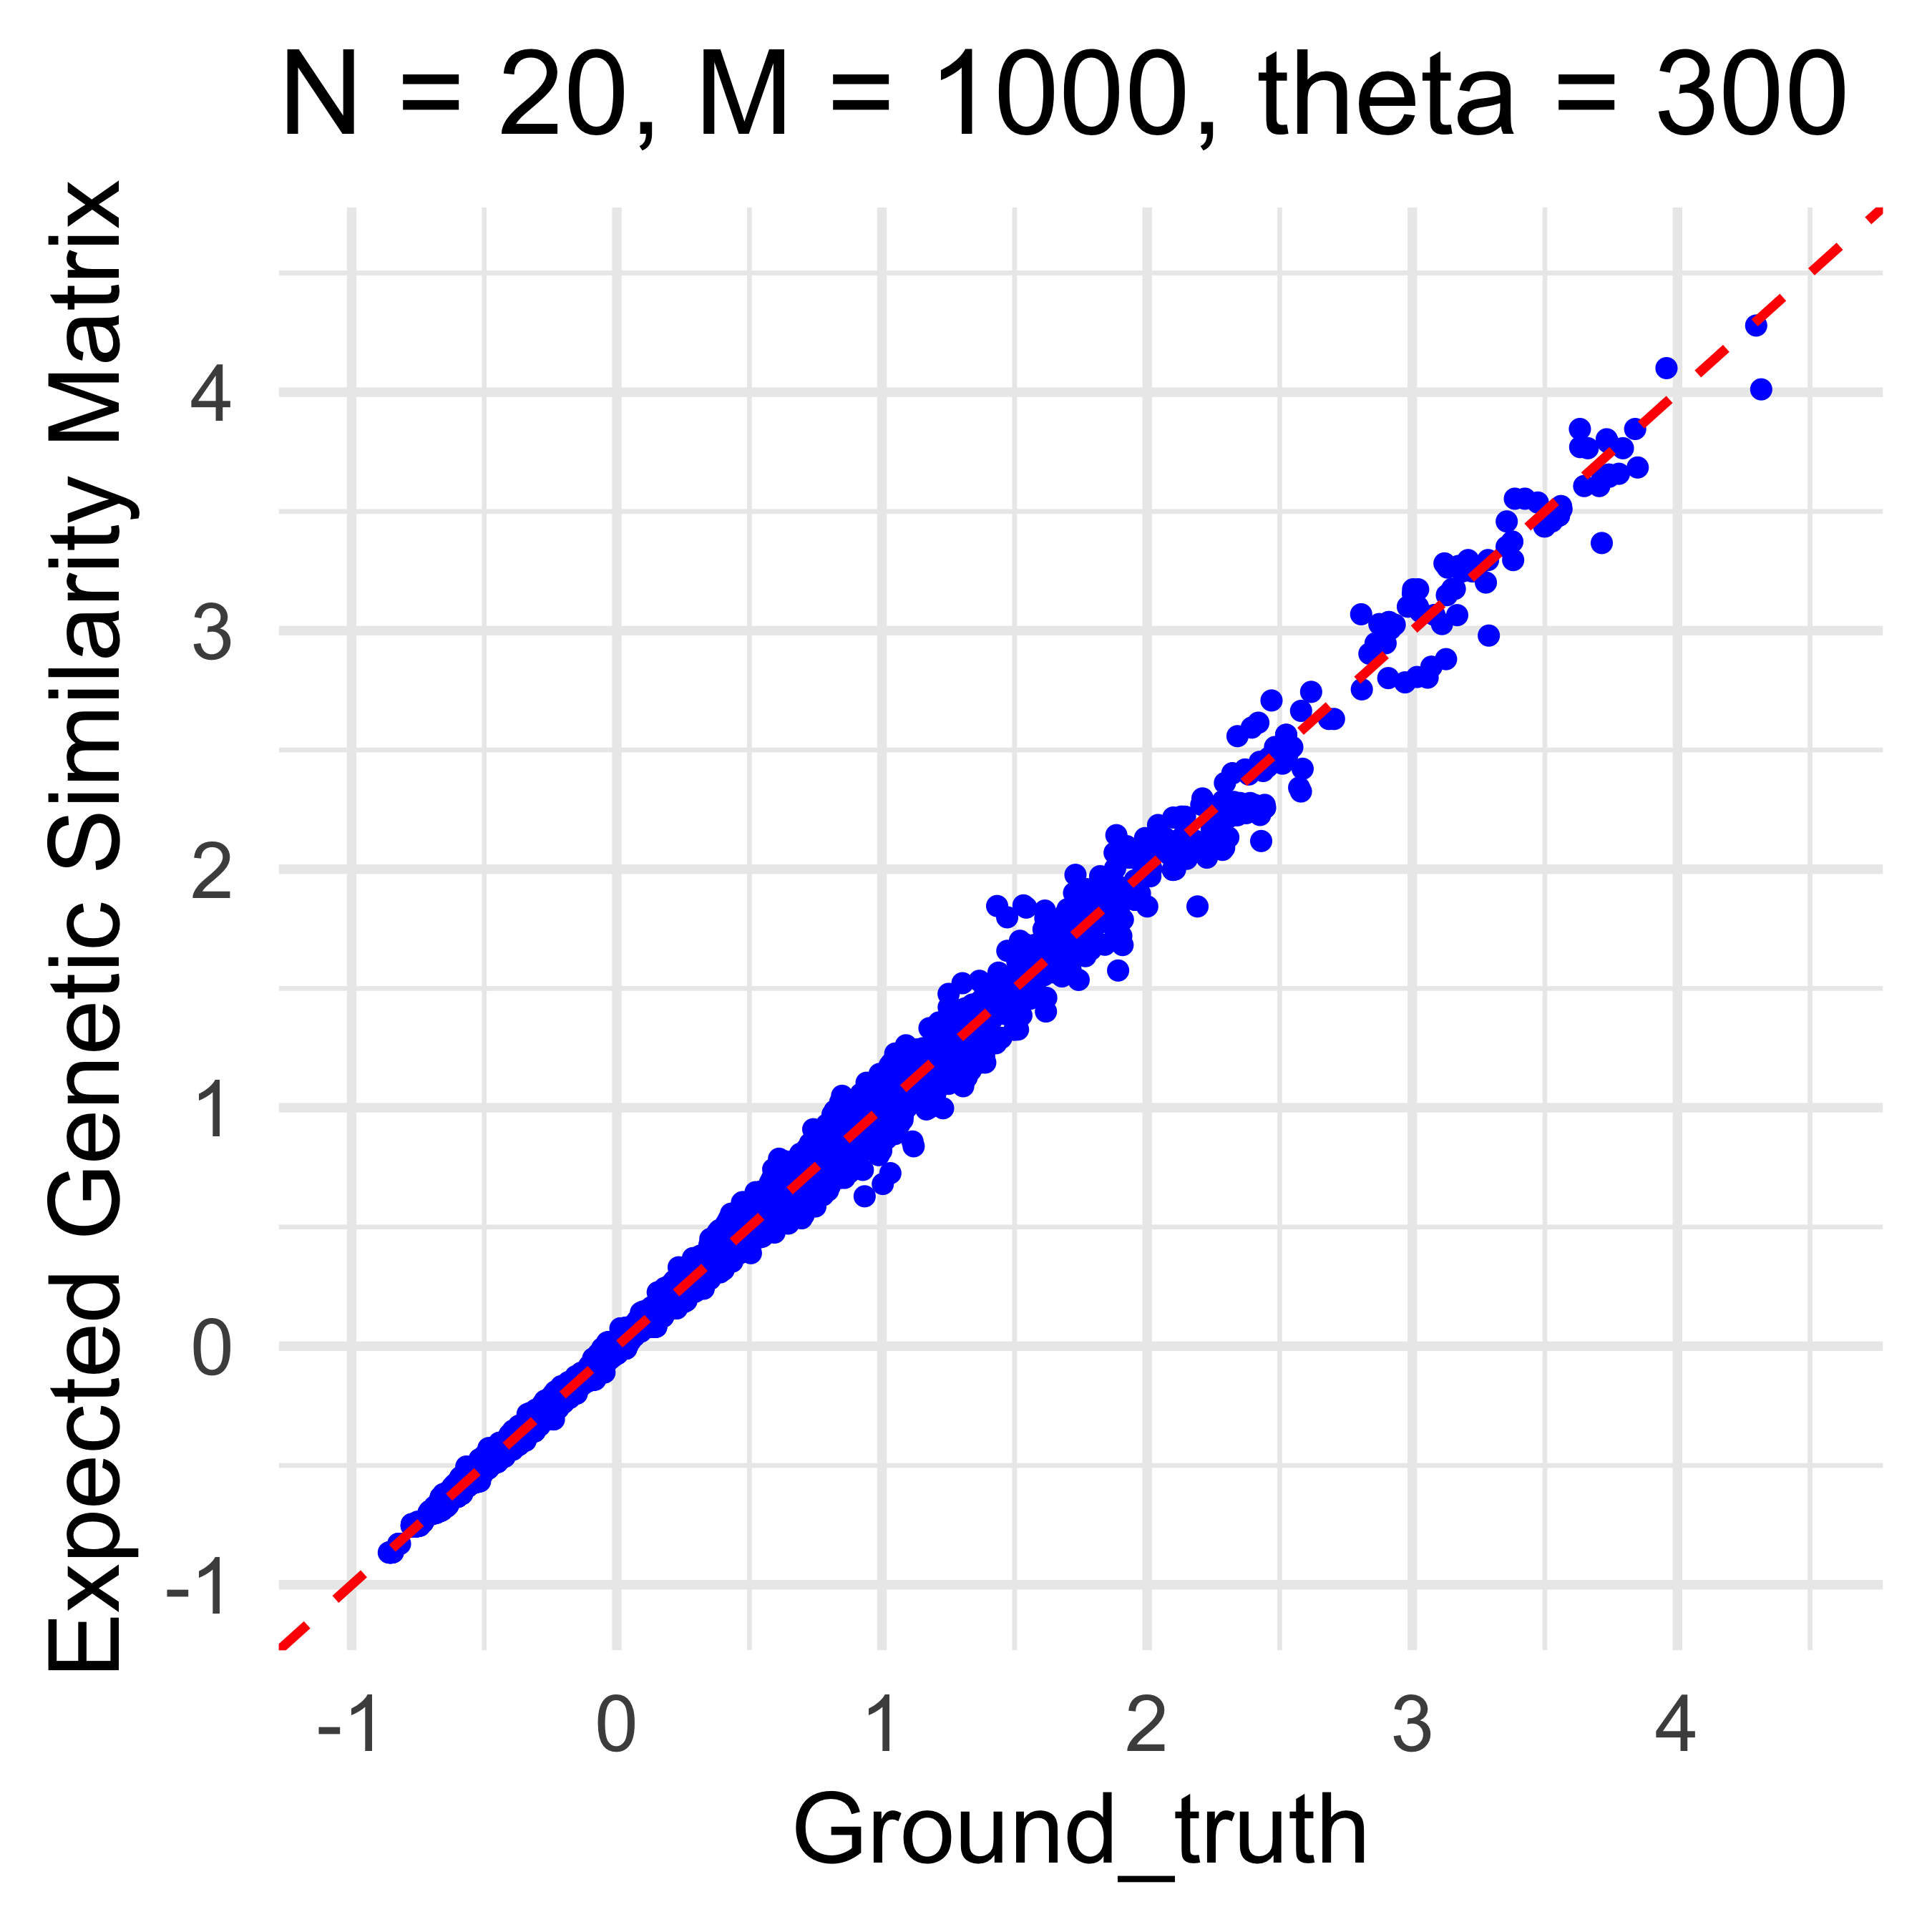 N = 20, M = 1000, theta = 300
Expected Genetic Similarity Matrix
4
3
2
1
0
-1
-1 0 1 2 3 4
Ground_truth